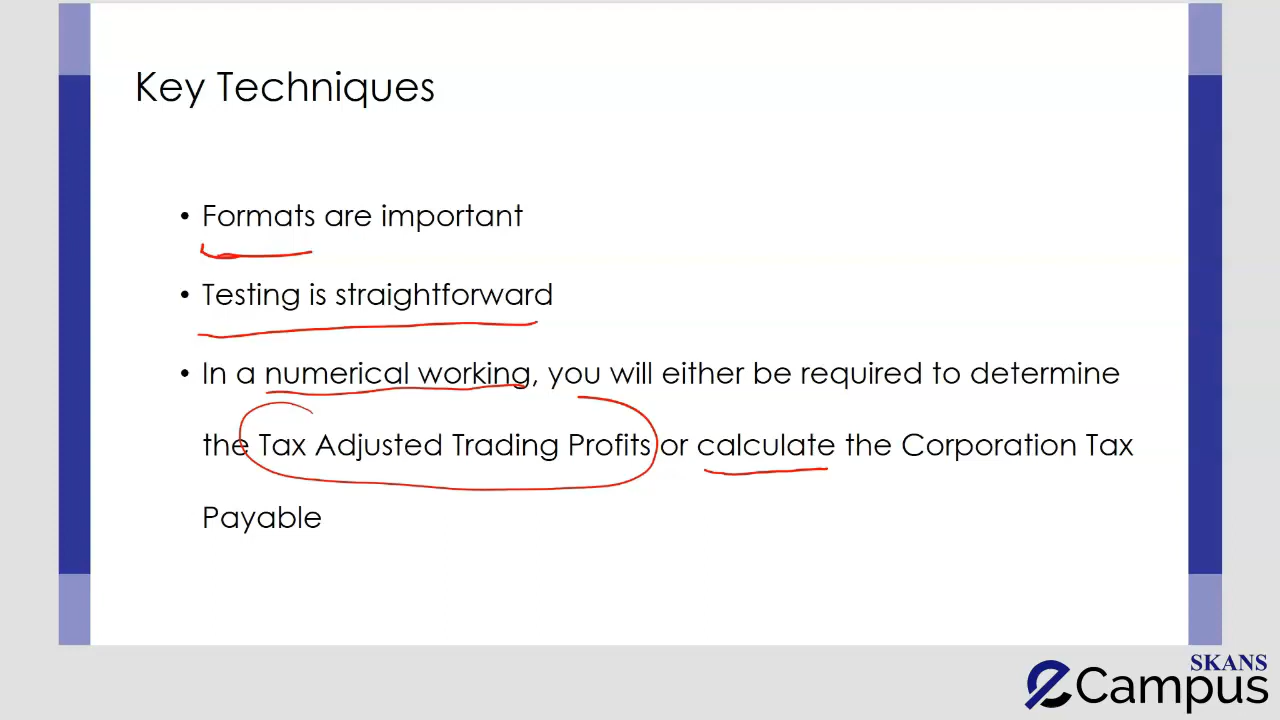 Key Techniques
• Formats are important
• Testing is straightforward
• In a numerical working, you will either be required to determine
the Tax Adjusted Trading Profits or calculate the Corporation Tax
Payable
SKANS
eCampus